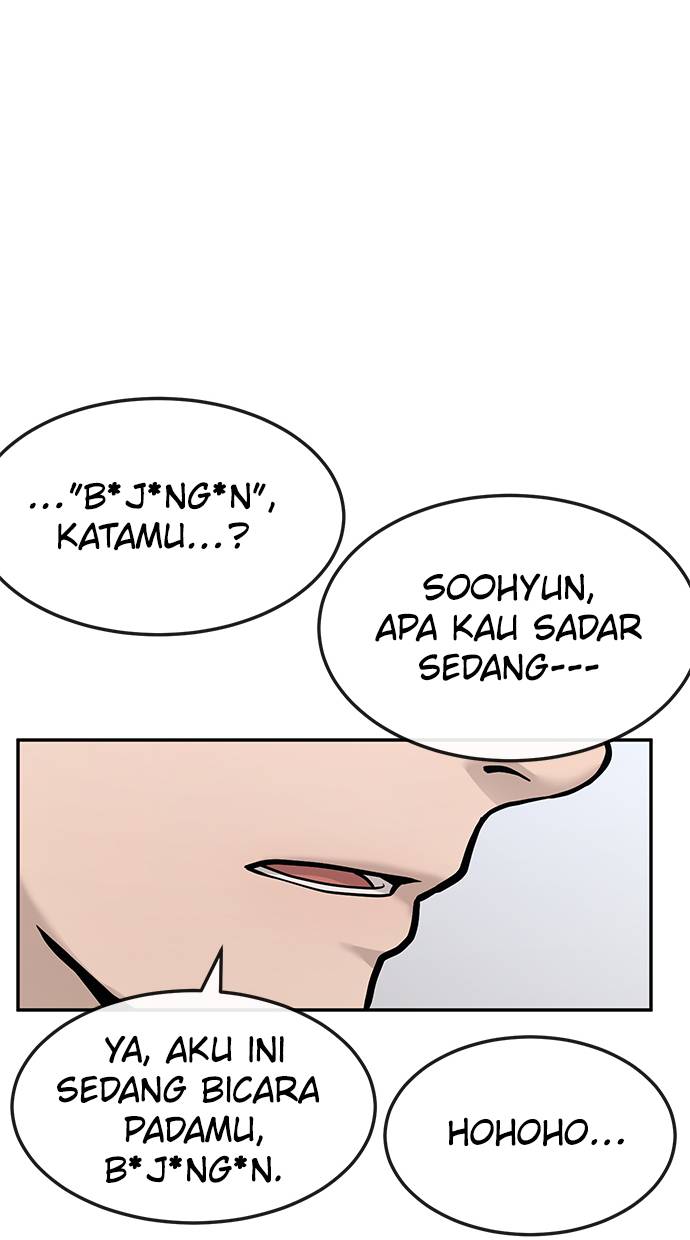 ..."B*J*NG*N",
KATAMU...?
SOOHYUN,
APA KAU SADAR
SEDANG---
YA, AKU INI
SEDANG BICARA
PADAMU,
B*J*NG*N.
HOHOHO...